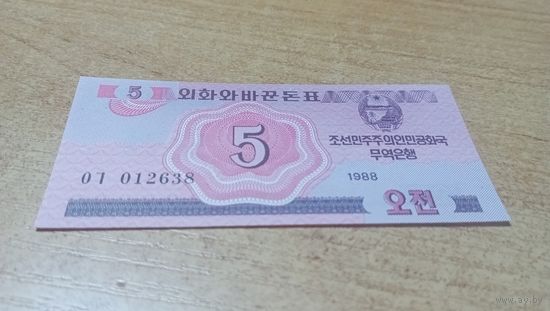 5 외화와바꾼돈표
5
조선민주주의인민공화국
무역은행
ㅇㄱ 012638
1988
오전
www.ay.by